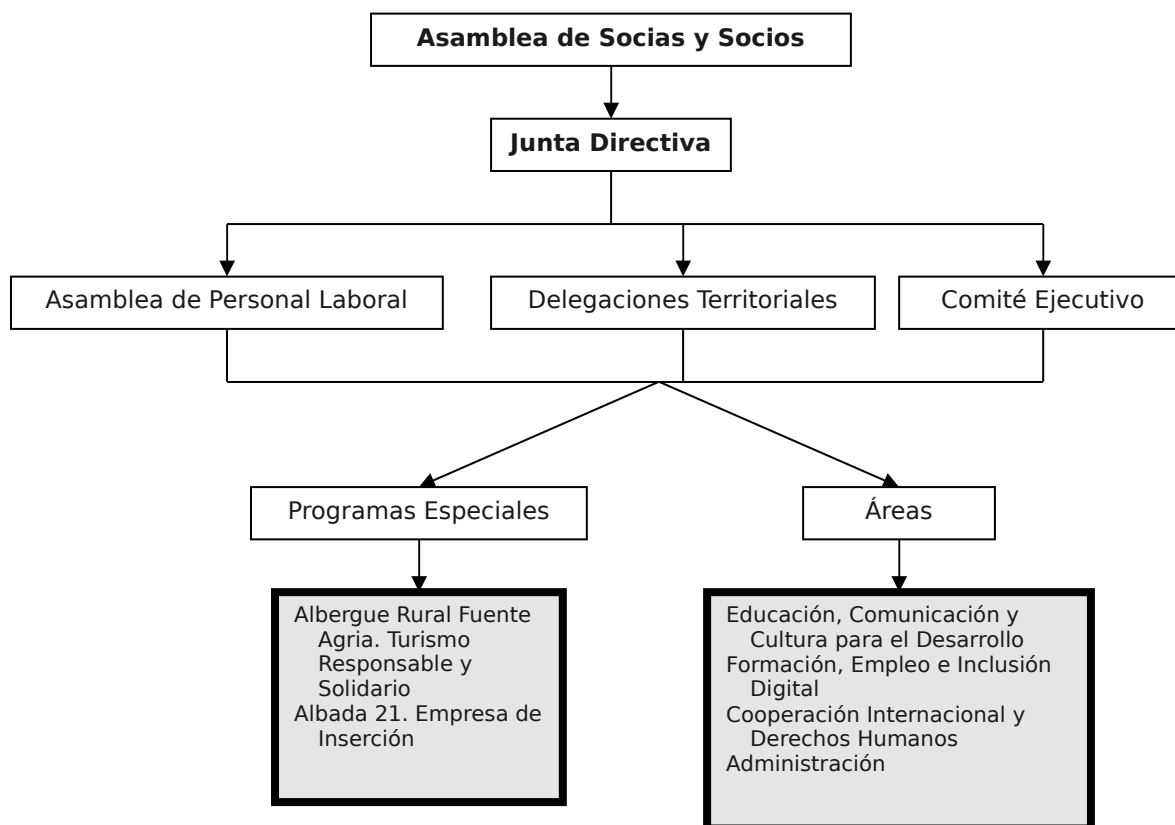 Asamblea de Socias y Socios
Junta Directiva
Asamblea de Personal Laboral
Delegaciones Territoriales
Comité Ejecutivo
Programas Especiales
Áreas
Albergue Rural Fuente
Agria. Turismo
Responsable y
Solidario
Albada 21. Empresa de
Inserción
Educación, Comunicación y
Cultura para el Desarrollo
Formación, Empleo e Inclusión
Digital
Cooperación Internacional y
Derechos Humanos
Administración